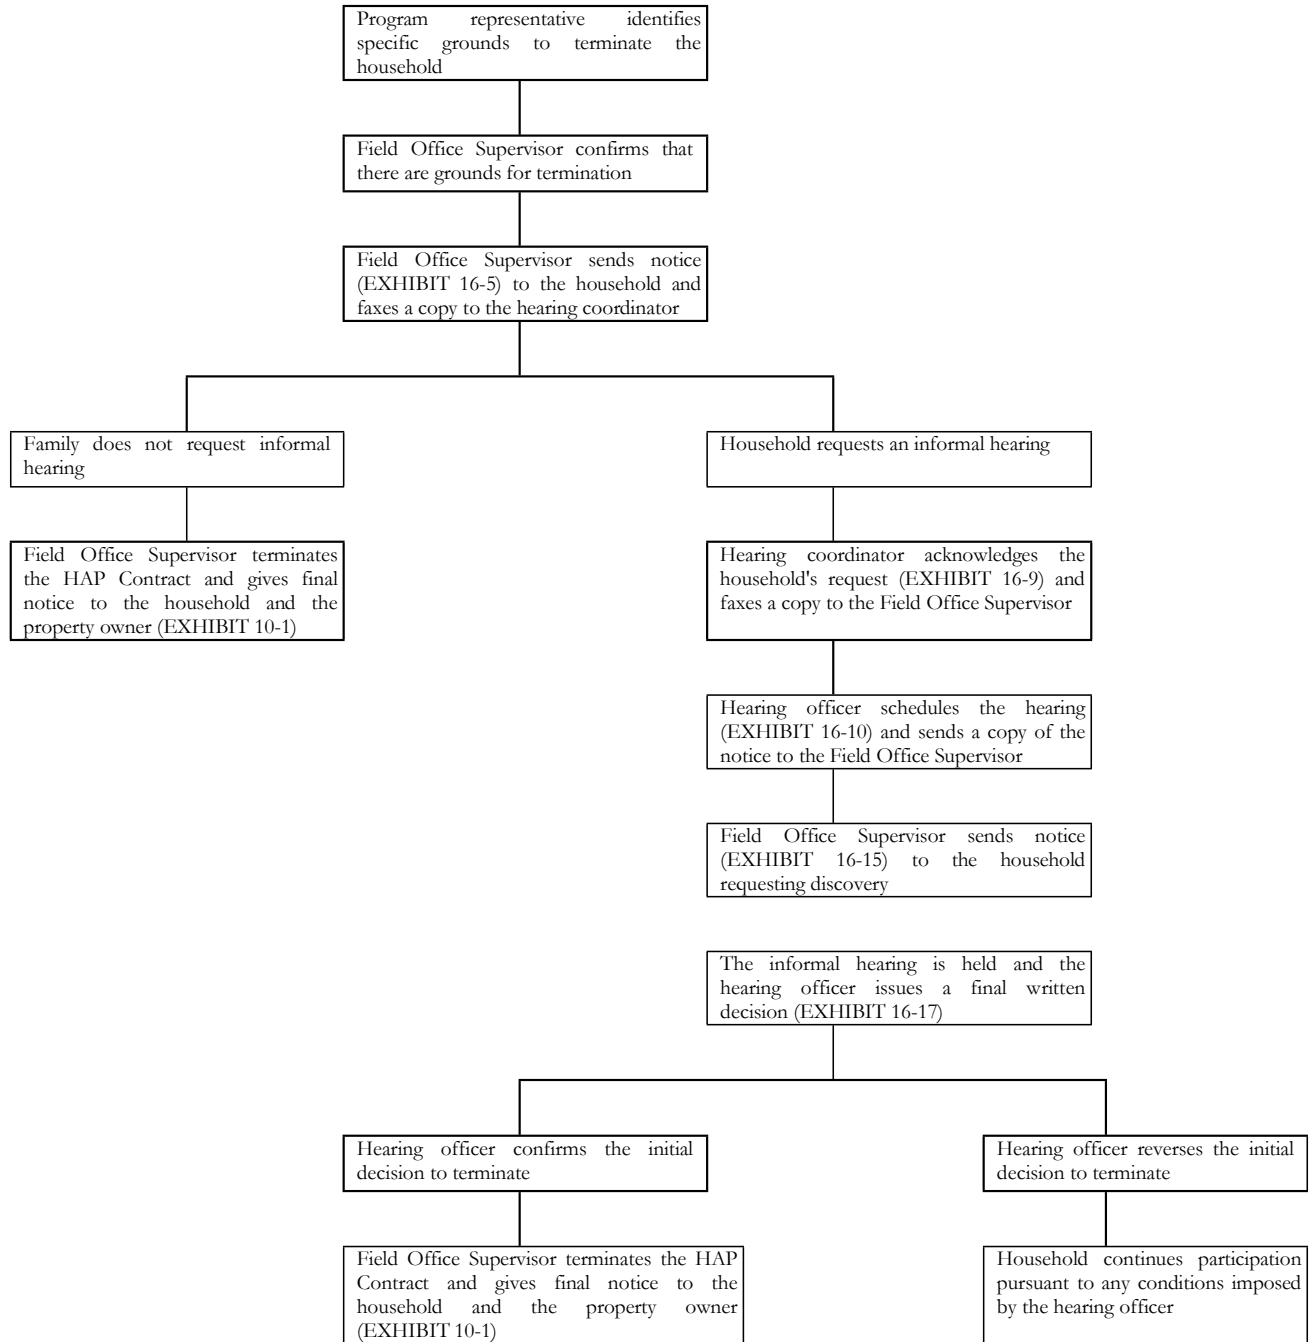 Program representative identifies
specific grounds to terminate the
household
Field Office Supervisor confirms that
there are grounds for termination
Field Office Supervisor sends notice
(EXHIBIT 16-5) to the household and
faxes a copy to the hearing coordinator
Family does not request informal
hearing
Household requests an informal hearing
Field Office Supervisor terminates
the HAP Contract and gives final
notice to the household and the
property owner (EXHIBIT 10-1)
Hearing coordinator acknowledges the
household's request (EXHIBIT 16-9) and
faxes a copy to the Field Office Supervisor
Hearing officer schedules the hearing
(EXHIBIT 16-10) and sends a copy of the
notice to the Field Office Supervisor
Field Office Supervisor sends notice
(EXHIBIT 16-15) to the household
requesting discovery
The informal hearing is held and the
hearing officer issues a final written
decision (EXHIBIT 16-17)
Hearing officer confirms the initial
decision to terminate
Hearing officer reverses the initial
decision to terminate
Field Office Supervisor terminates the HAP
Contract and gives final notice to the
household and the property owner
(EXHIBIT 10-1)
Household continues participation
pursuant to any conditions imposed
by the hearing officer